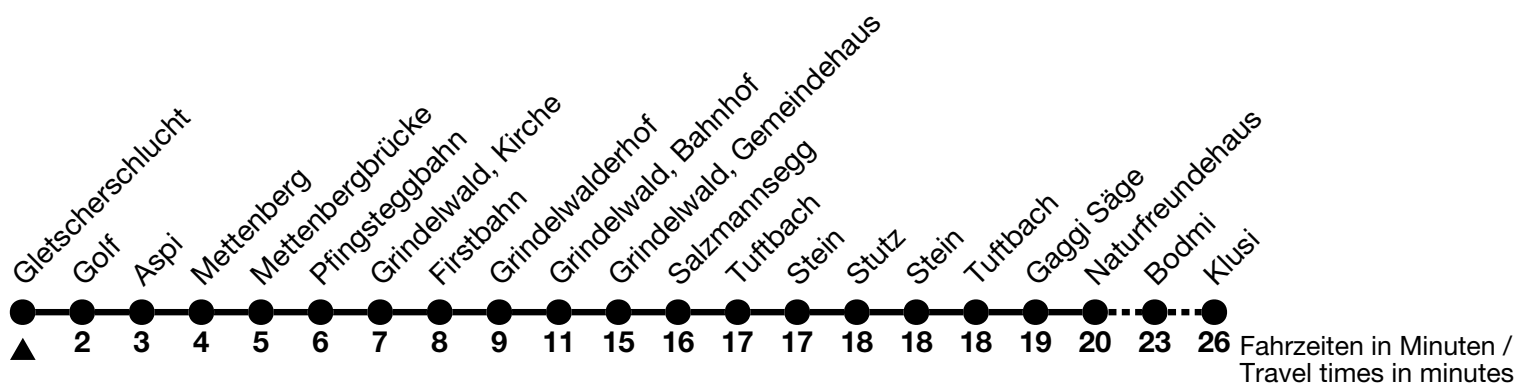 Gletscherschlucht
Golf
Aspi
Mettenberg
Mettenbergbrücke
Pfingsteggbahn
Grindelwald, Kirche
Firstbahn
Grindelwalderhof
Grindelwald, Bahnhof
Grindelwald, Gemeindehaus
Salzmannsegg
Tuftbach
Stein
Stutz
Stein
Tuftbach
Gaggi Säge
Naturfreundehaus
Bodmi
Klusi
2 3 4 5 6 7 8 9 11 15 16 17 17 18 18 18 19 20 23 26
Fahrzeiten in Minuten /
Travel times in minutes